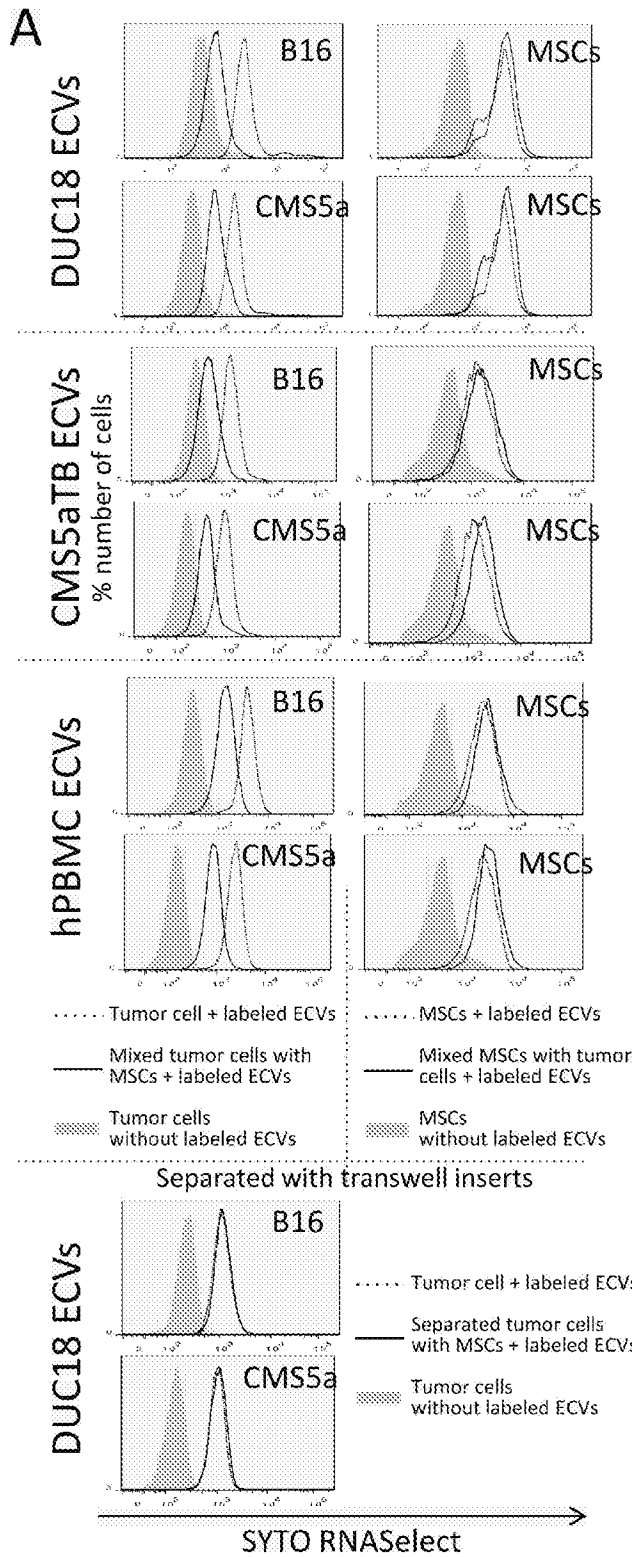 A
DUC18 ECVs
B16
MSCs
CMS5a
MSCs
CMS5aTB ECVs
% number of cells
B16
MSCs
CMS5a
MSCs
hPBMC ECVs
B16
MSCs
CMS5a
MSCs
Tumor cell + labeled ECVs
Mixed tumor cells with
MSCs + labeled ECVs
Tumor cells
without labeled ECVs
MSCs + labeled ECVs
Mixed MSCs with tumor
cells + labeled ECVs
MSCs
without labeled ECVs
Separated with transwell inserts
DUC18 ECVs
B16
CMS5a
Tumor cell + labeled ECVs
Separated tumor cells
with MSCs + labeled ECVs
Tumor cells
without labeled ECVs
SYTO RNASelect